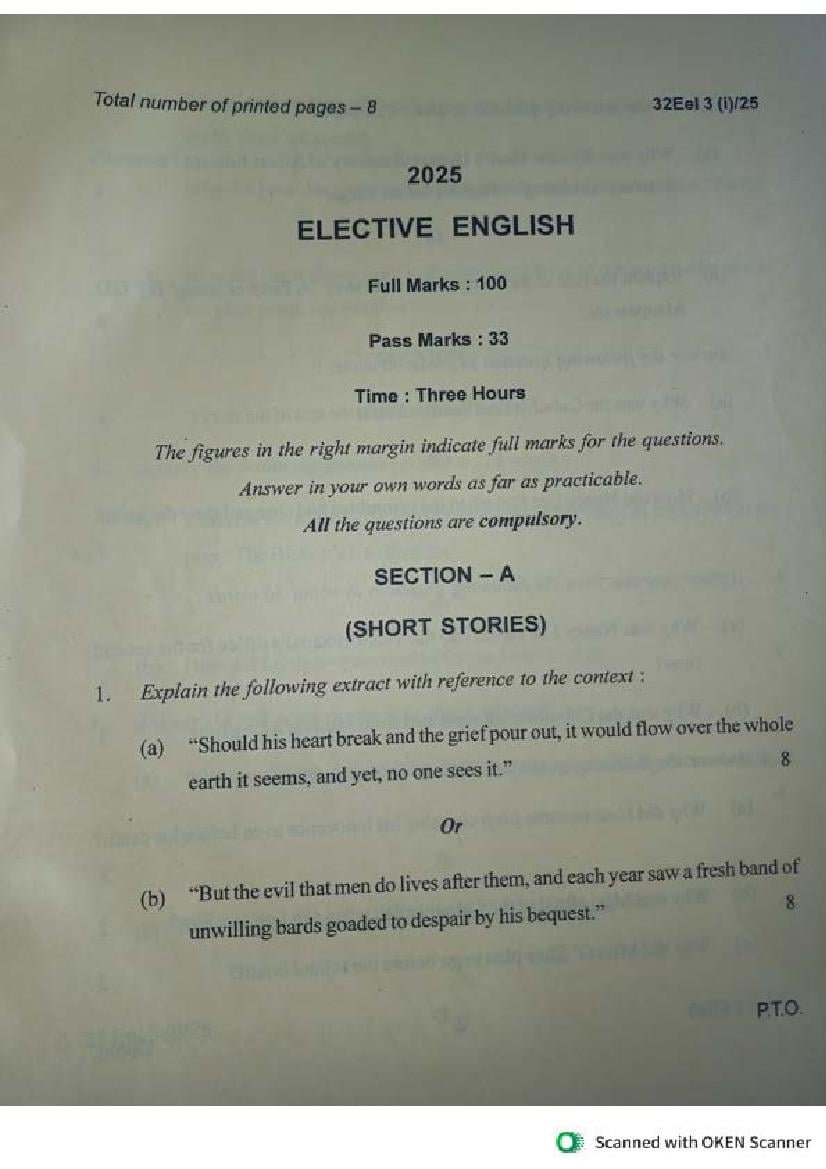 Total number of printed pages – 8
32Eel 3 (i)/25
2025
ELECTIVE ENGLISH
Full Marks : 100
Pass Marks : 33
Time : Three Hours
The figures in the right margin indicate full marks for the questions.
Answer in your own words as far as practicable.
All the questions are compulsory.
SECTION – A
(SHORT STORIES)
1. Explain the following extract with reference to the context :
(a) “Should his heart break and the grief pour out, it would flow over the whole
earth it seems, and yet, no one sees it.” 8
Or
(b) “But the evil that men do lives after them, and each year saw a fresh band of
unwilling bards goaded to despair by his bequest.” 8
P.T.O.
Scanned with OKEN Scanner